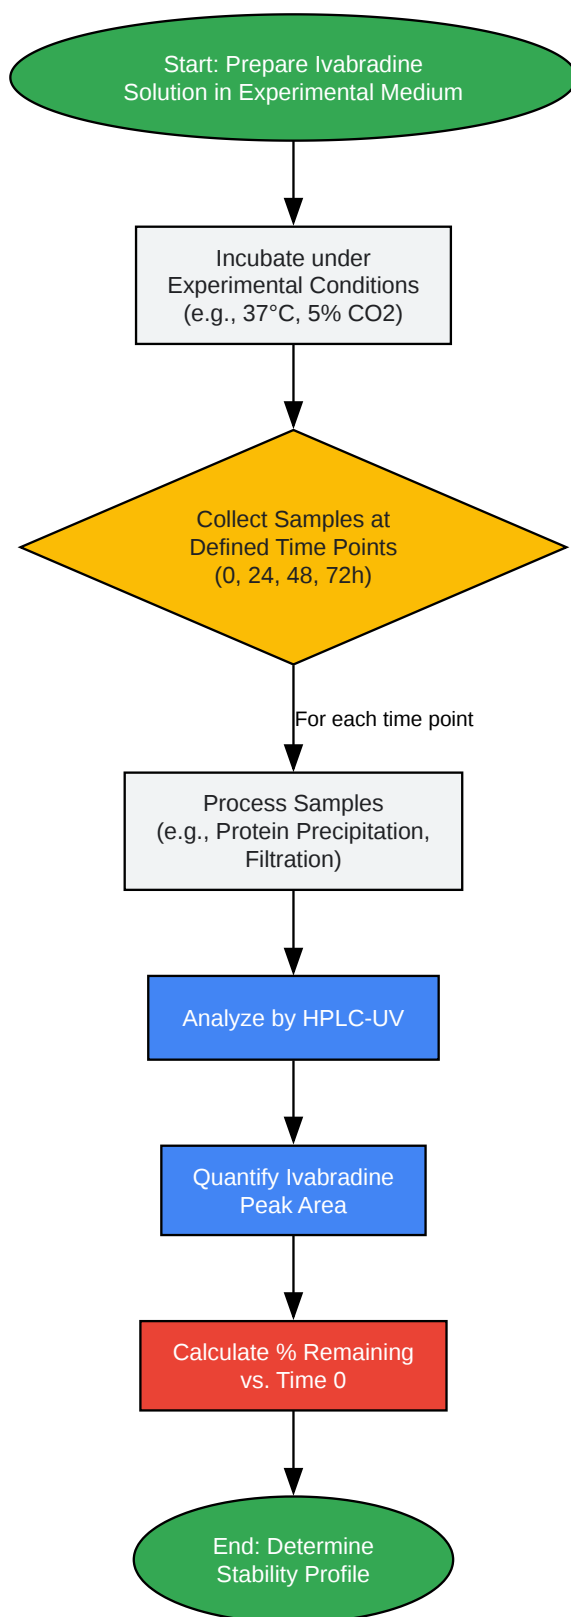 Start: Prepare Ivabradine
Solution in Experimental Medium
Incubate under
Experimental Conditions
(e.g., 37°C, 5% CO2)
Collect Samples at
Defined Time Points
(0, 24, 48, 72h)
For each time point
Process Samples
(e.g., Protein Precipitation,
Filtration)
Analyze by HPLC-UV
Quantify Ivabradine
Peak Area
Calculate % Remaining
vs. Time 0
End: Determine
Stability Profile